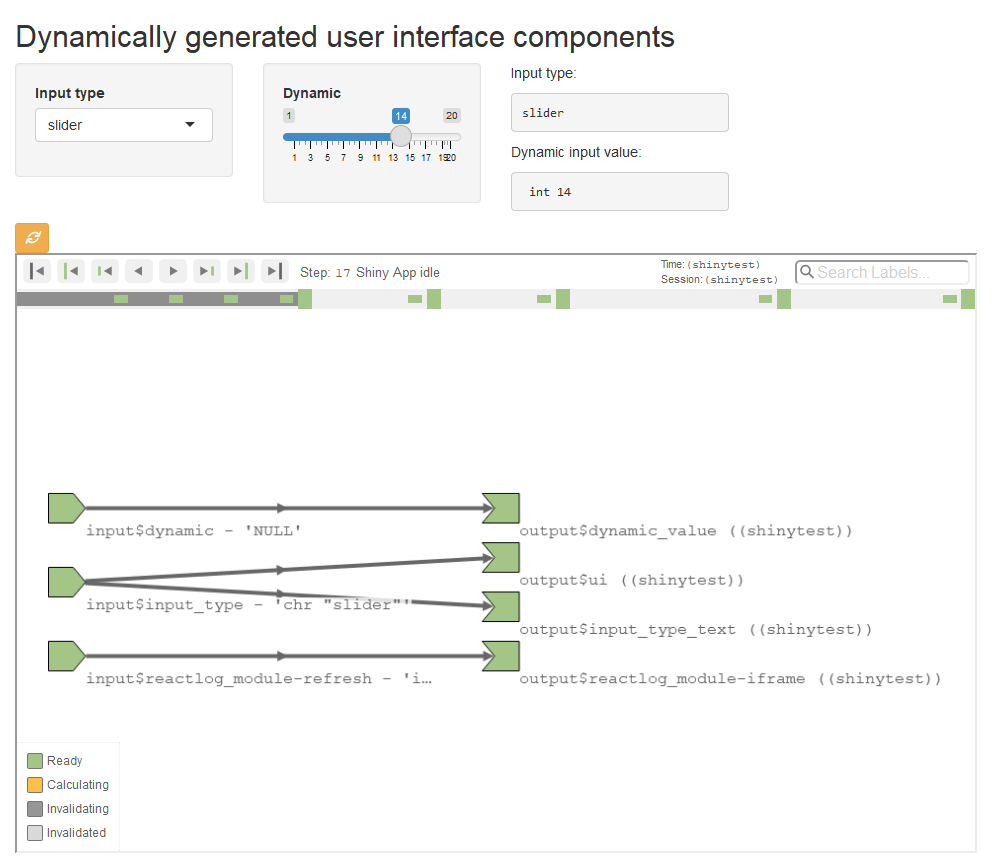 Dynamically generated user interface components
Input type
slider
Dynamic
1 14 20
1 3 5 7 9 11 13 15 17 19 20
Input type:
slider
Dynamic input value:
int 14
Step: 17 Shiny App idle
Time: (shinytest)
Session: (shinytest)
Search Labels...
input$dynamic - 'NULL'
output$dynamic_value ((shinytest))
output$ui ((shinytest))
input$input_type - 'chr "slider"'
output$input_type_text ((shinytest))
input$reactlog_module-refresh - 'i…
output$reactlog_module-iframe ((shinytest))
Ready
Calculating
Invalidating
Invalidated